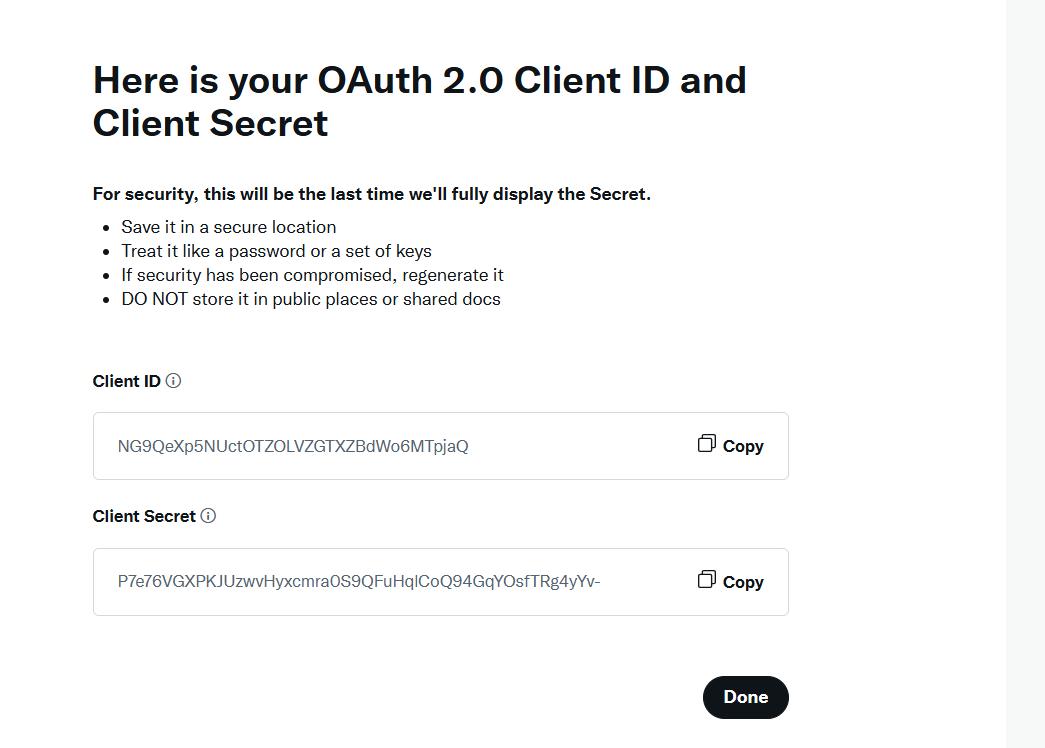 Here is your OAuth 2.0 Client ID and
Client Secret
For security, this will be the last time we'll fully display the Secret.
Save it in a secure location
Treat it like a password or a set of keys
If security has been compromised, regenerate it
DO NOT store it in public places or shared docs
Client ID
NG9QeXp5NUctOTZOLVZGTXZBdWo6MTpjaQ
Copy
Client Secret
P7e76VGXPKJUzwvHyxcmra0S9QFuHqlCoQ94GqYOsfTRg4yYv-
Copy
Done